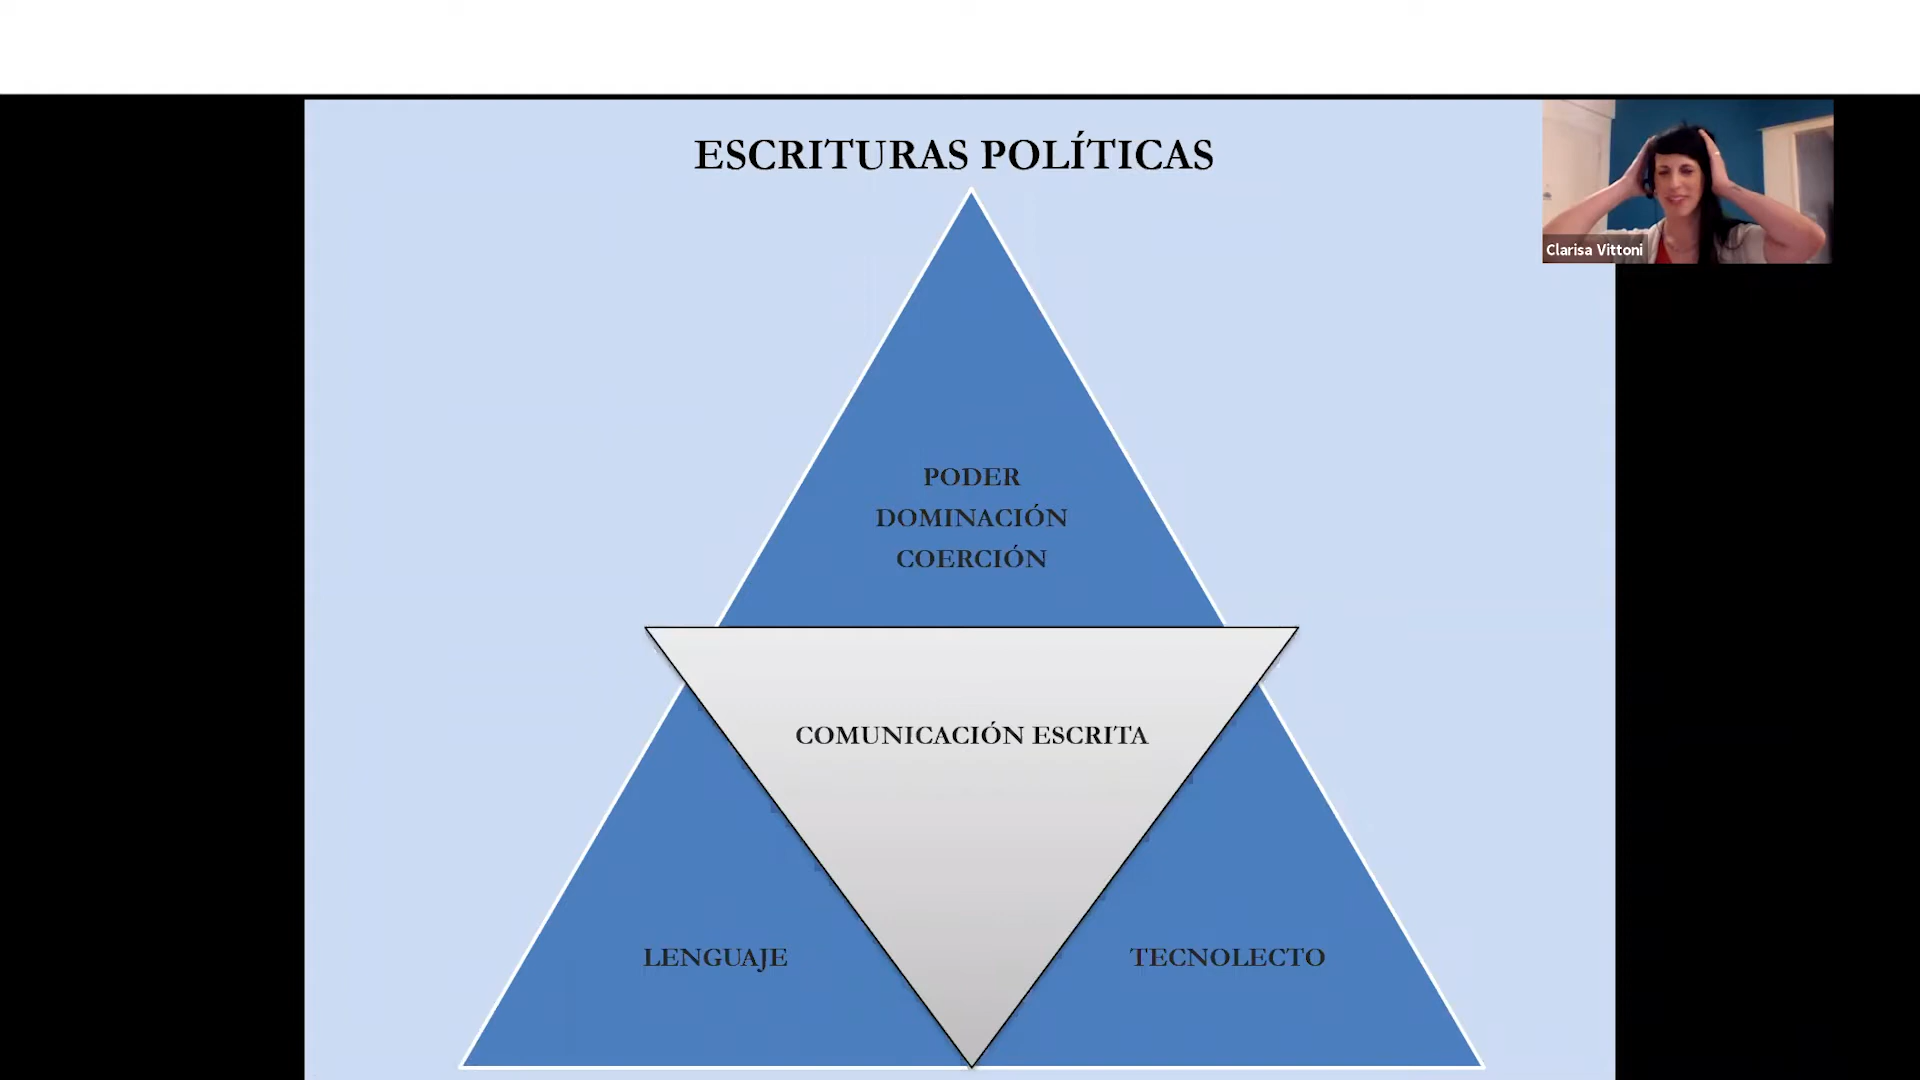 ESCRITURAS POLÍTICAS
Clarisa Vittoni
PODER
DOMINACIÓN
COERCIÓN
COMUNICACIÓN ESCRITA
LENGUAJE
TECNOLECTO